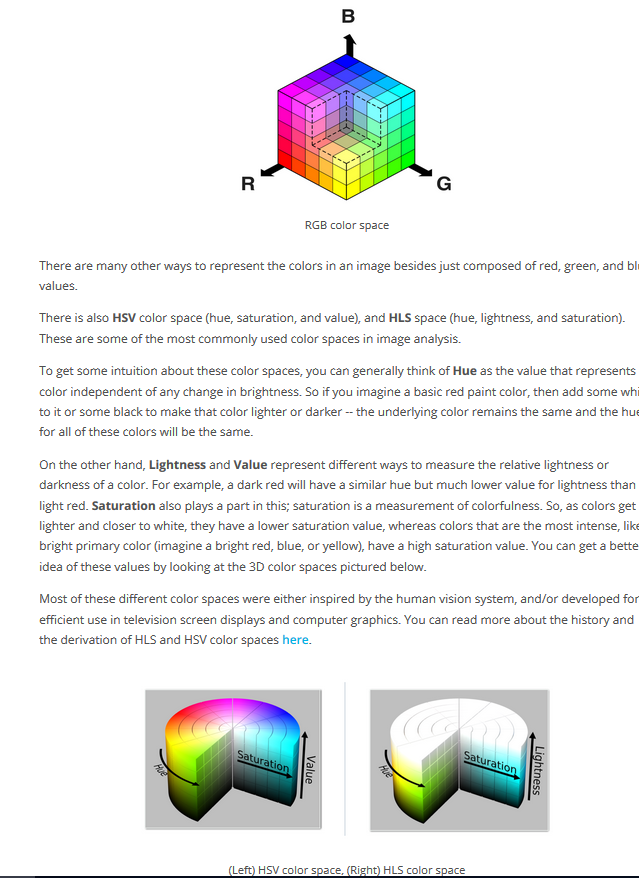 B
R
G
RGB color space
There are many other ways to represent the colors in an image besides just composed of red, green, and
values.
There is also HSV color space (hue, saturation, and value), and HLS space (hue, lightness, and saturation).
These are some of the most commonly used color spaces in image analysis.
To get some intuition about these color spaces, you can generally think of Hue as the value that represents
color independent of any change in brightness. So if you imagine a basic red paint color, then add some
to it or some black to make that color lighter or darker -- the underlying color remains the same and the
for all of these colors will be the same.
On the other hand, Lightness and Value represent different ways to measure the relative lightness or
darkness of a color. For example, a dark red will have a similar hue but much lower value for lightness than
light red. Saturation also plays a part in this; saturation is a measurement of colorfulness. So, as colors get
lighter and closer to white, they have a lower saturation value, whereas colors that are the most intense,
bright primary color (imagine a bright red, blue, or yellow), have a high saturation value. You can get a
idea of these values by looking at the 3D color spaces pictured below.
Most of these different color spaces were either inspired by the human vision system, and/or developed for
efficient use in television screen displays and computer graphics. You can read more about the history and
the derivation of HLS and HSV color spaces here.
Hue
Saturation
Value
Hue
Saturation
Lightness
(Left) HSV color space, (Right) HLS color space